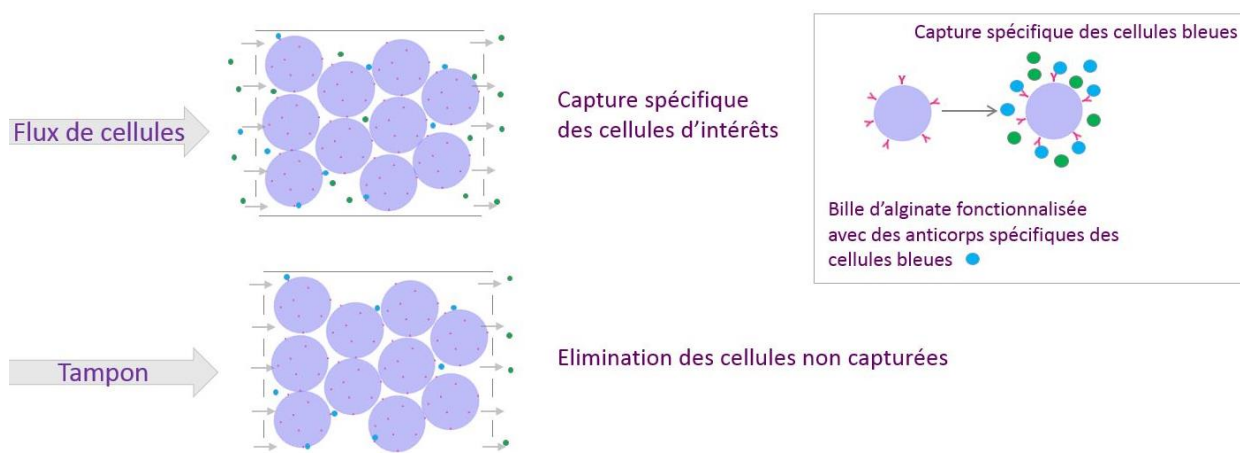 Flux de cellules
Capture spécifique
des cellules d'intérêts
Capture spécifique des cellules bleues
Bille d'alginate fonctionnalisée
avec des anticorps spécifiques des
cellules bleues
Tampon
Elimination des cellules non capturées